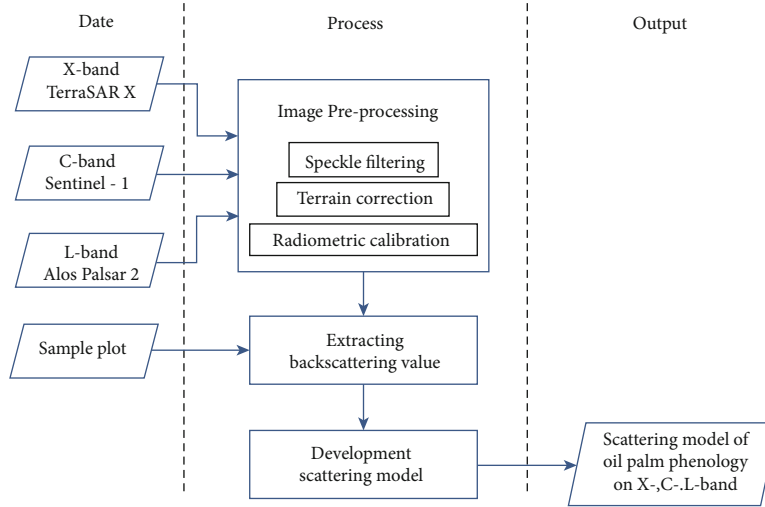 Date
Process
Output
X-band
TerraSAR X
C-band
Sentinel - 1
L-band
Alos Palsar 2
Sample plot
Image Pre-processing
Speckle filtering
Terrain correction
Radiometric calibration
Extracting
backscattering value
Development
scattering model
Scattering model of
oil palm phenology
on X-,C-.L-band